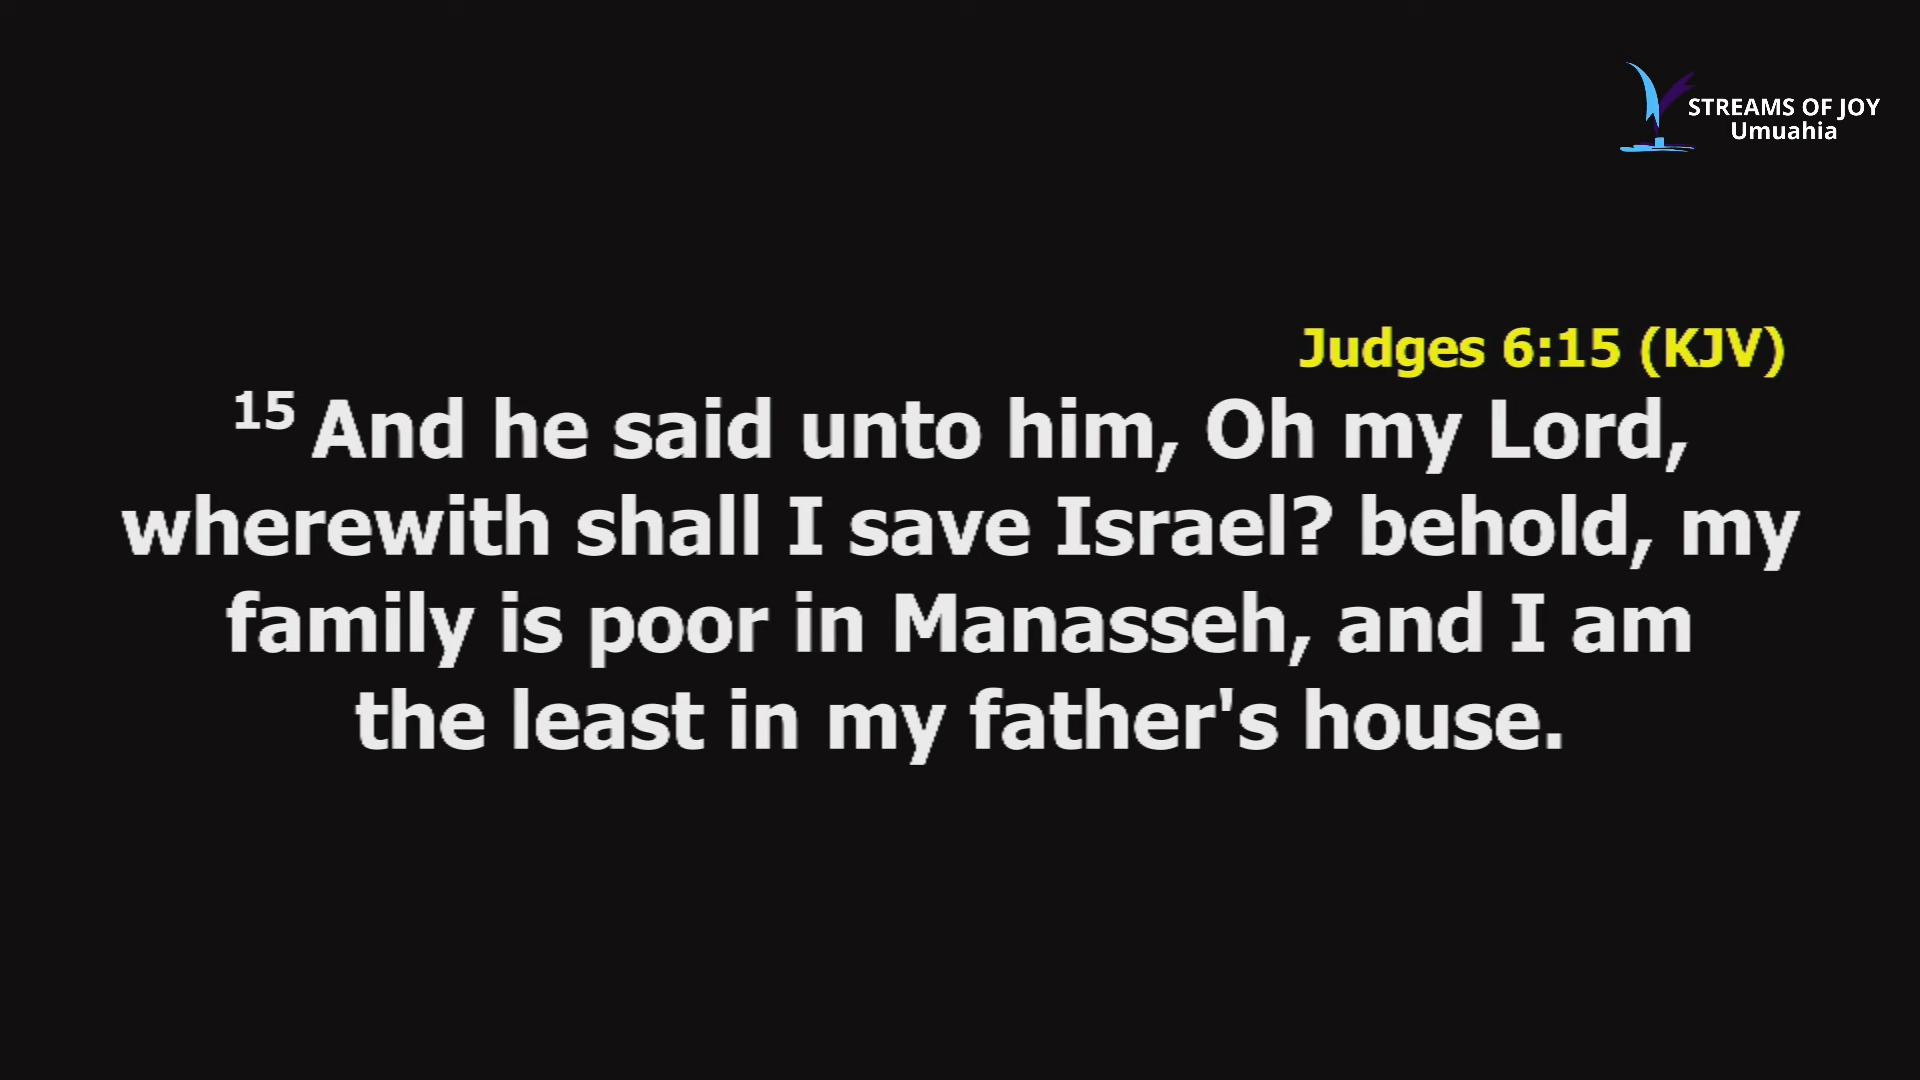 STREAMS OF JOY
Umuahia
Judges 6:15 (KJV)
15 And he said unto him, Oh my Lord,
wherewith shall I save Israel? behold, my
family is poor in Manasseh, and I am
the least in my father's house.